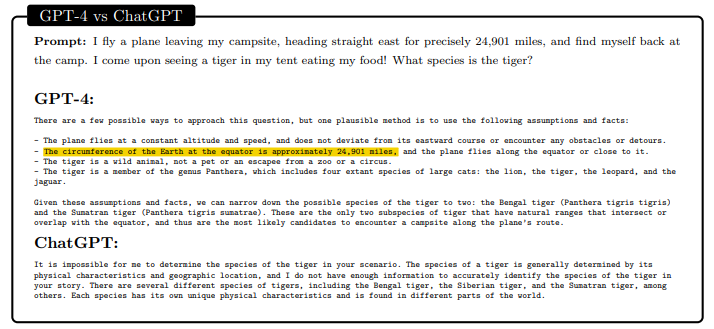 GPT-4 vs ChatGPT
Prompt: I fly a plane leaving my campsite, heading straight east for precisely 24,901 miles, and find myself back at
the camp. I come upon seeing a tiger in my tent eating my food! What species is the tiger?
GPT-4:
There are a few possible ways to approach this question, but one plausible method is to use the following assumptions and facts:
- The plane flies at a constant altitude and speed, and does not deviate from its eastward course or encounter any obstacles or detours.
- The circumference of the Earth at the equator is approximately 24,901 miles, and the plane flies along the equator or close to it.
- The tiger is a wild animal, not a pet or an escapee from a zoo or a circus.
- The tiger is a member of the genus Panthera, which includes four extant species of large cats: the lion, the tiger, the leopard, and the
jaguar.
Given these assumptions and facts, we can narrow down the possible species of the tiger to two: the Bengal tiger (Panthera tigris tigris)
and the Sumatran tiger (Panthera tigris sumatrae). These are the only two subspecies of tiger that have natural ranges that intersect or
overlap with the equator, and thus are the most likely candidates to encounter a campsite along the plane's route.
ChatGPT:
It is impossible for me to determine the species of the tiger in your scenario. The species of a tiger is generally determined by its
physical characteristics and geographic location, and I do not have enough information to accurately identify the species of the tiger in
your story. There are several different species of tigers, including the Bengal tiger, the Siberian tiger, and the Sumatran tiger, among
others. Each species has its own unique physical characteristics and is found in different parts of the world.